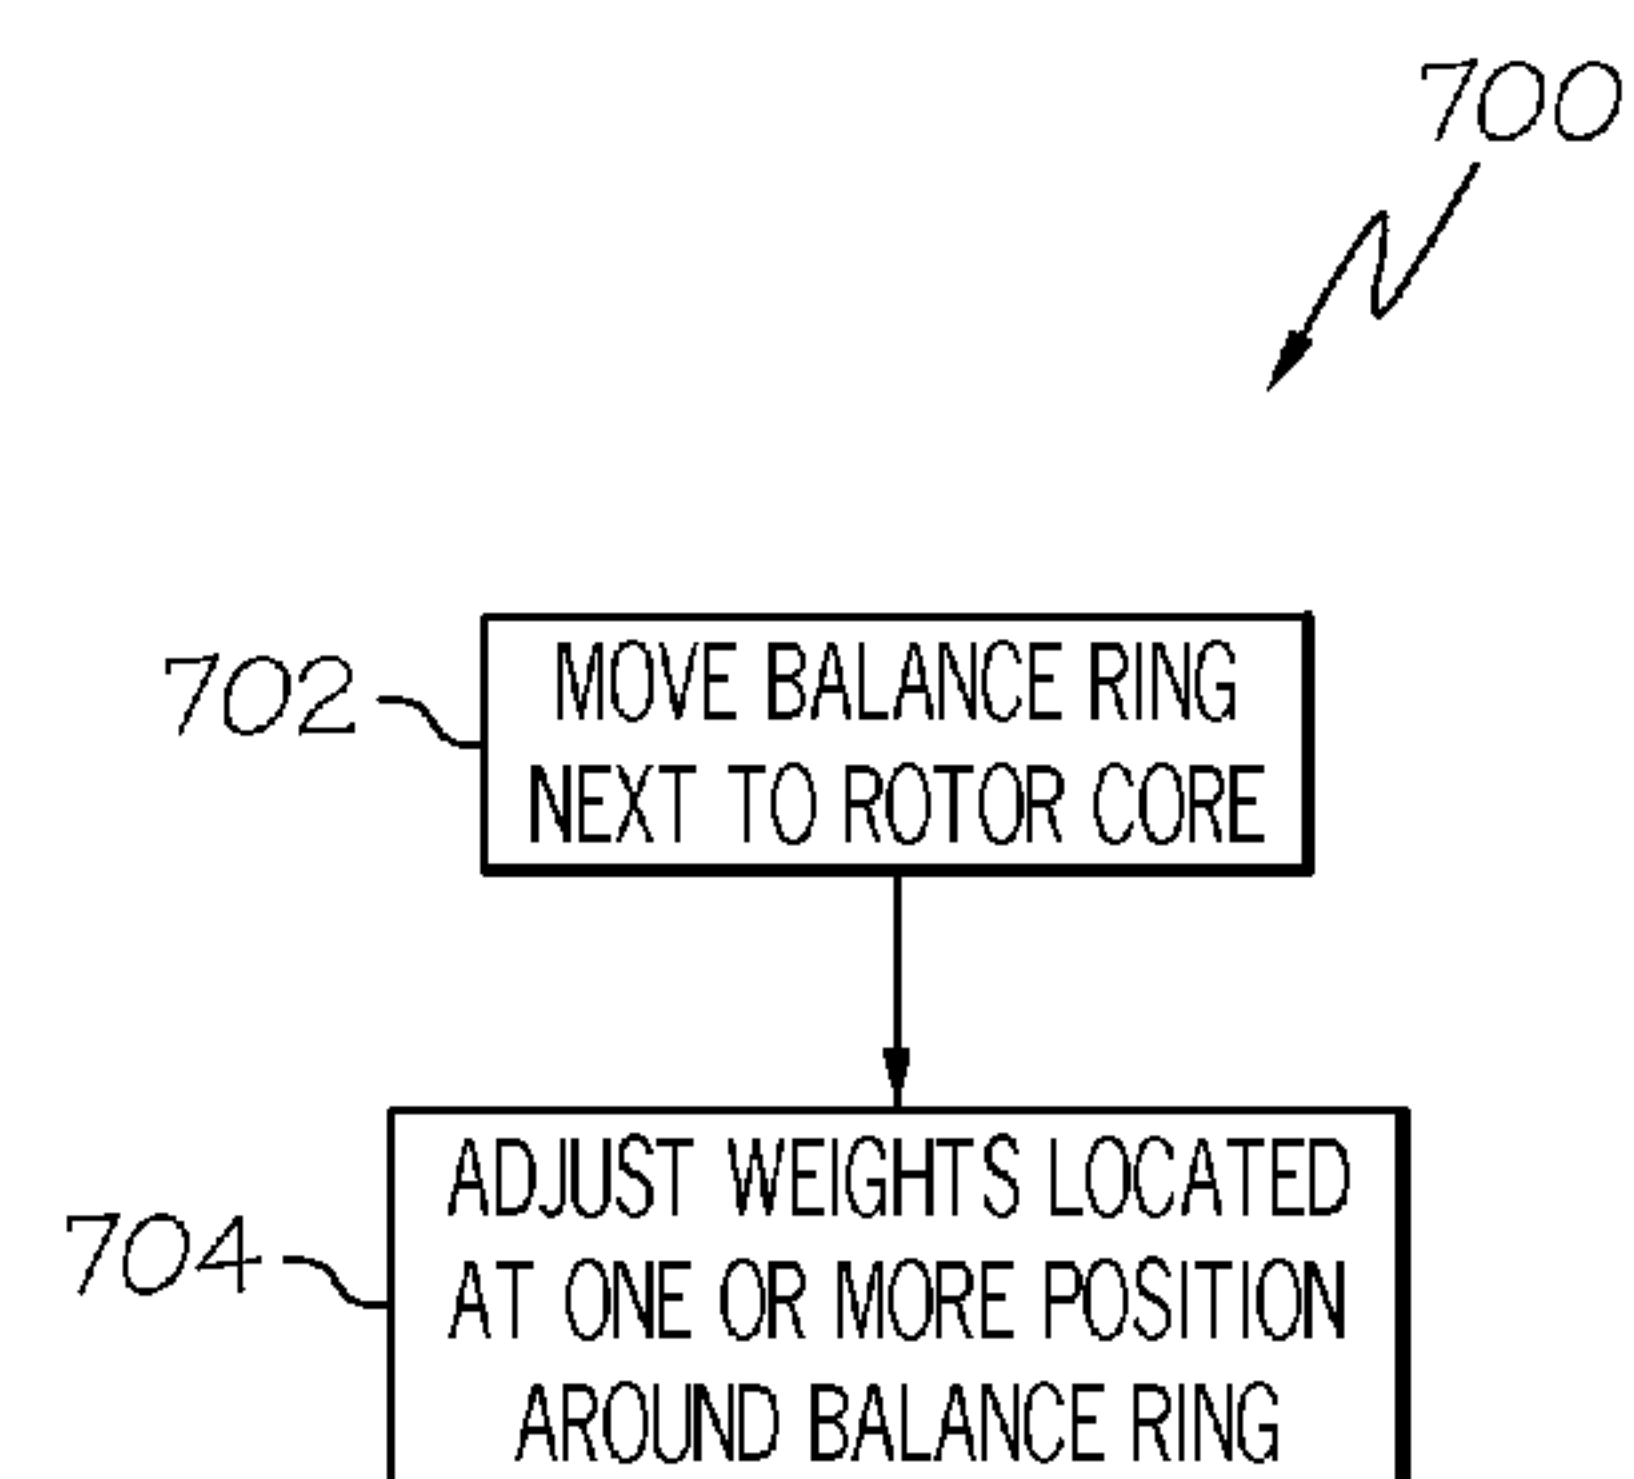 700
702
MOVE BALANCE RING
NEXT TO ROTOR CORE
704
ADJUST WEIGHTS LOCATED
AT ONE OR MORE POSITION
AROUND BALANCE RING